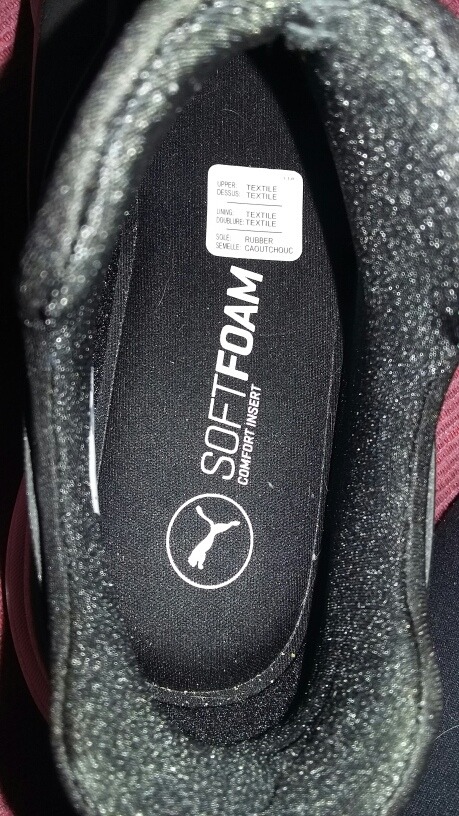 UPPER: TEXTILE
DESSUS: TEXTILE
LINING: TEXTILE
DOUBLURE: TEXTILE
SOLE: RUBBER
SEMELLE: CAOUTCHOUC
SOFTFOAM
COMFORT INSERT